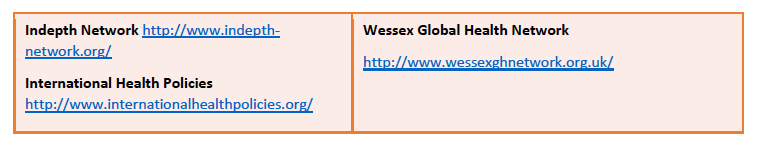 Indepth Network http://www.indepth-
network.org/
International Health Policies
http://www.internationalhealthpolicies.org/
Wessex Global Health Network
http://www.wessexghnetwork.org.uk/